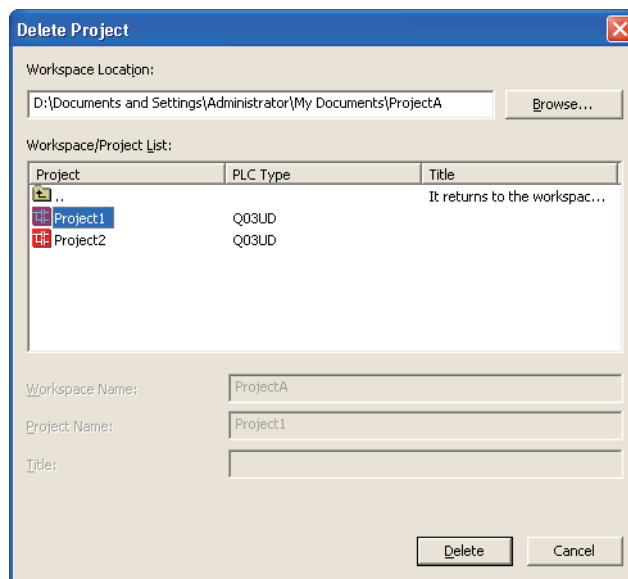 Delete Project
Workspace Location:
D:\Documents and Settings\Administrator\My Documents\ProjectA Browse...
Workspace/Project List:
Project PLC Type Title
.. It returns to the workspac...
Project1 Q03UD
Project2 Q03UD
Workspace Name: ProjectA
Project Name: Project1
Title:
Delete Cancel